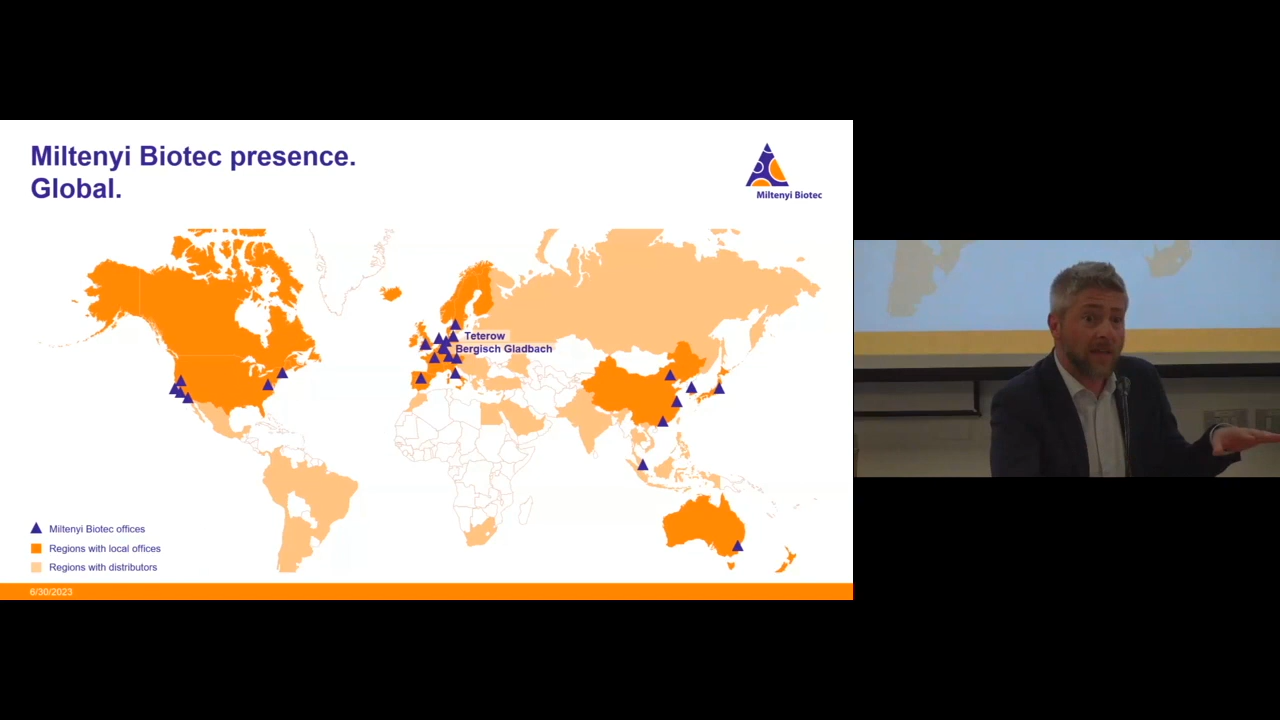 Miltenyi Biotec presence.
Global.
Miltenyi Biotec
Teterow
Bergisch Gladbach
Miltenyi Biotec offices
Regions with local offices
Regions with distributors
6/30/2023